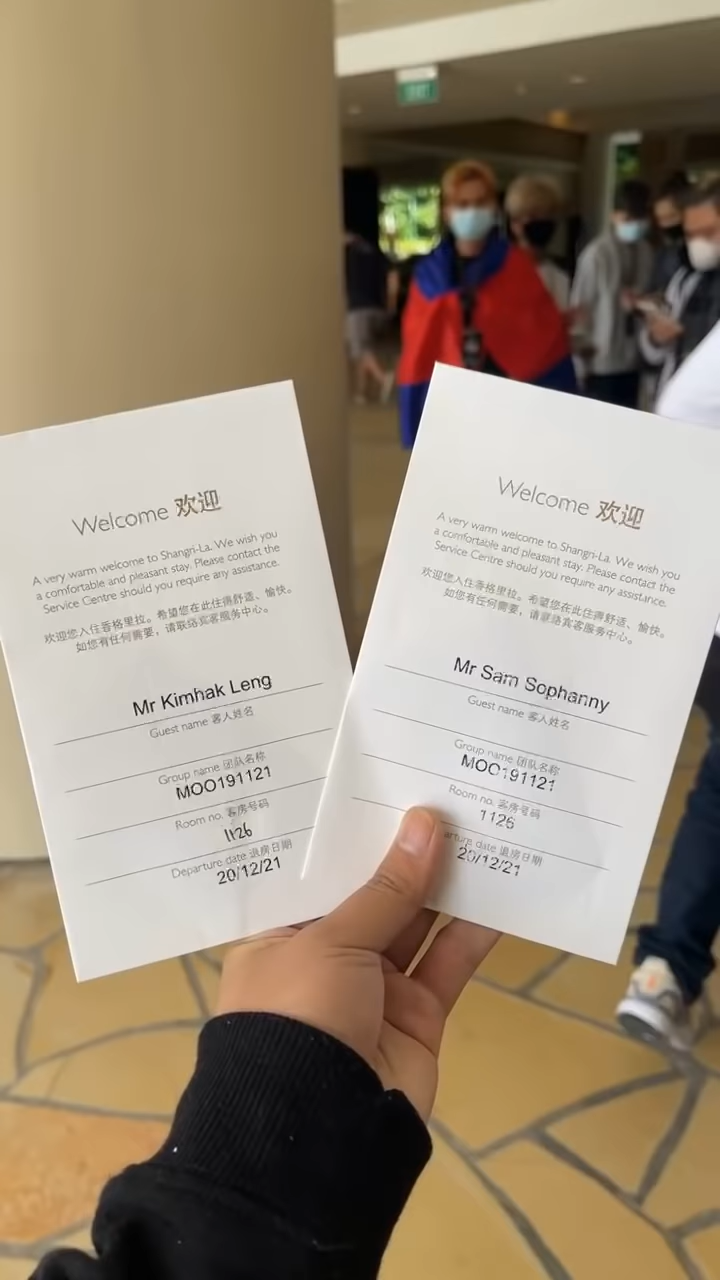 Welcome 欢迎
A very warm welcome to Shangri-La. We wish you
a comfortable and pleasant stay. Please contact the
Service Centre should you require any assistance.
欢迎您入住香格里拉。希望您在此住得舒适、愉快。
如您有任何需要，请联络宾客服务中心。
Mr Kimhak Leng
Guest name 客人姓名
Group name 团队名称
MOO191121
Room no. 客房号码
1126
Departure date 退房日期
20/12/21
Welcome 欢迎
A very warm welcome to Shangri-La. We wish you
a comfortable and pleasant stay. Please contact the
Service Centre should you require any assistance.
欢迎您入住香格里拉。希望您在此住得舒适、愉快。
如您有任何需要，请联络宾客服务中心。
Mr Sam Sophanny
Guest name 客人姓名
Group name 团队名称
MOO191121
Room no. 客房号码
1126
arture date 退房日期
20/12/21